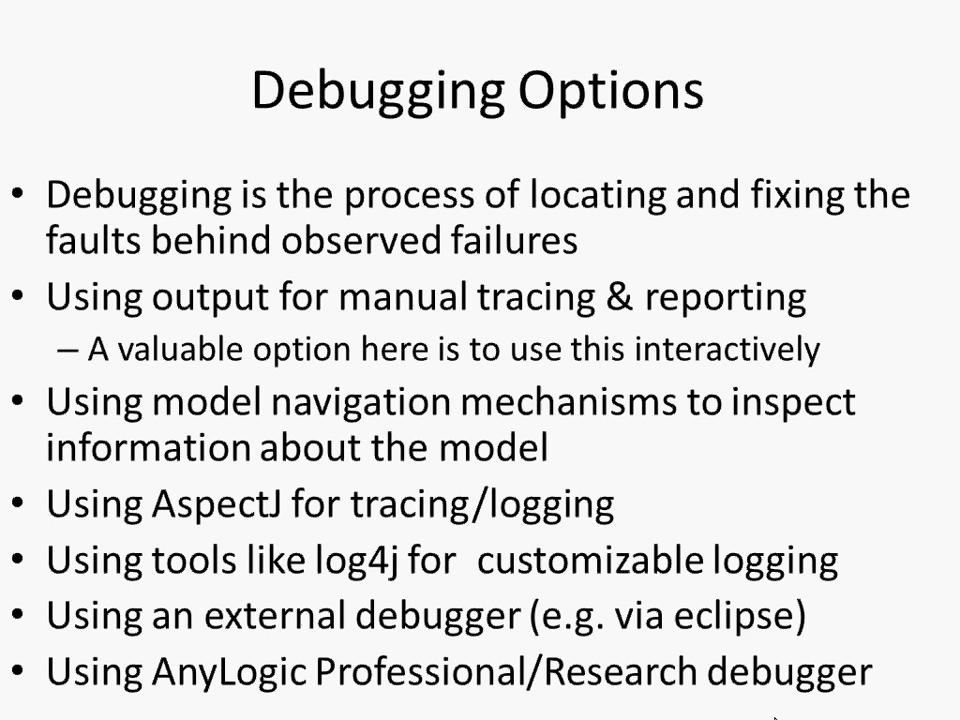 Debugging Options
• Debugging is the process of locating and fixing the
faults behind observed failures
• Using output for manual tracing & reporting
– A valuable option here is to use this interactively
• Using model navigation mechanisms to inspect
information about the model
• Using AspectJ for tracing/logging
• Using tools like log4j for  customizable logging
• Using an external debugger (e.g. via eclipse)
• Using AnyLogic Professional/Research debugger